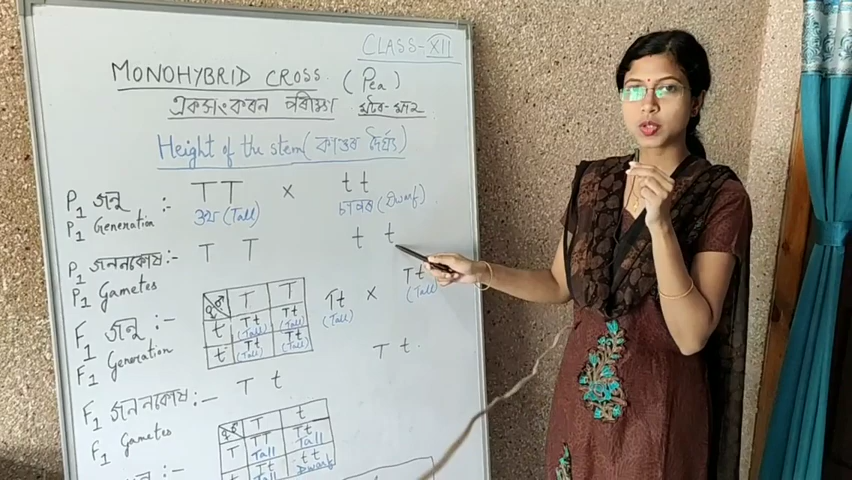 CLASS-XII
MONOHYBRID CROSS (Pea)
একসংকৰন পৰীক্ষা মটৰ-মাহ
Height of the stem (কাণ্ডৰ দৈৰ্ঘ্য)
P1 জনু :- TT x tt
P1 Generation ওখ (Tall) চাপৰ (Dwarf)
P1 জননকোষ :- T T t t
P1 Gametes
♀ ♂ T T
t Tt (Tall) Tt (Tall)
t Tt (Tall) Tt (Tall)
F1 জনু :- Tt x Tt
F1 Generation (Tall) (Tall)
F1 জননকোষ :- T t T t
F1 Gametes
♀ ♂ T t
T TT Tall Tt Tall
t Tt Tall tt Dwarf
জনু :-